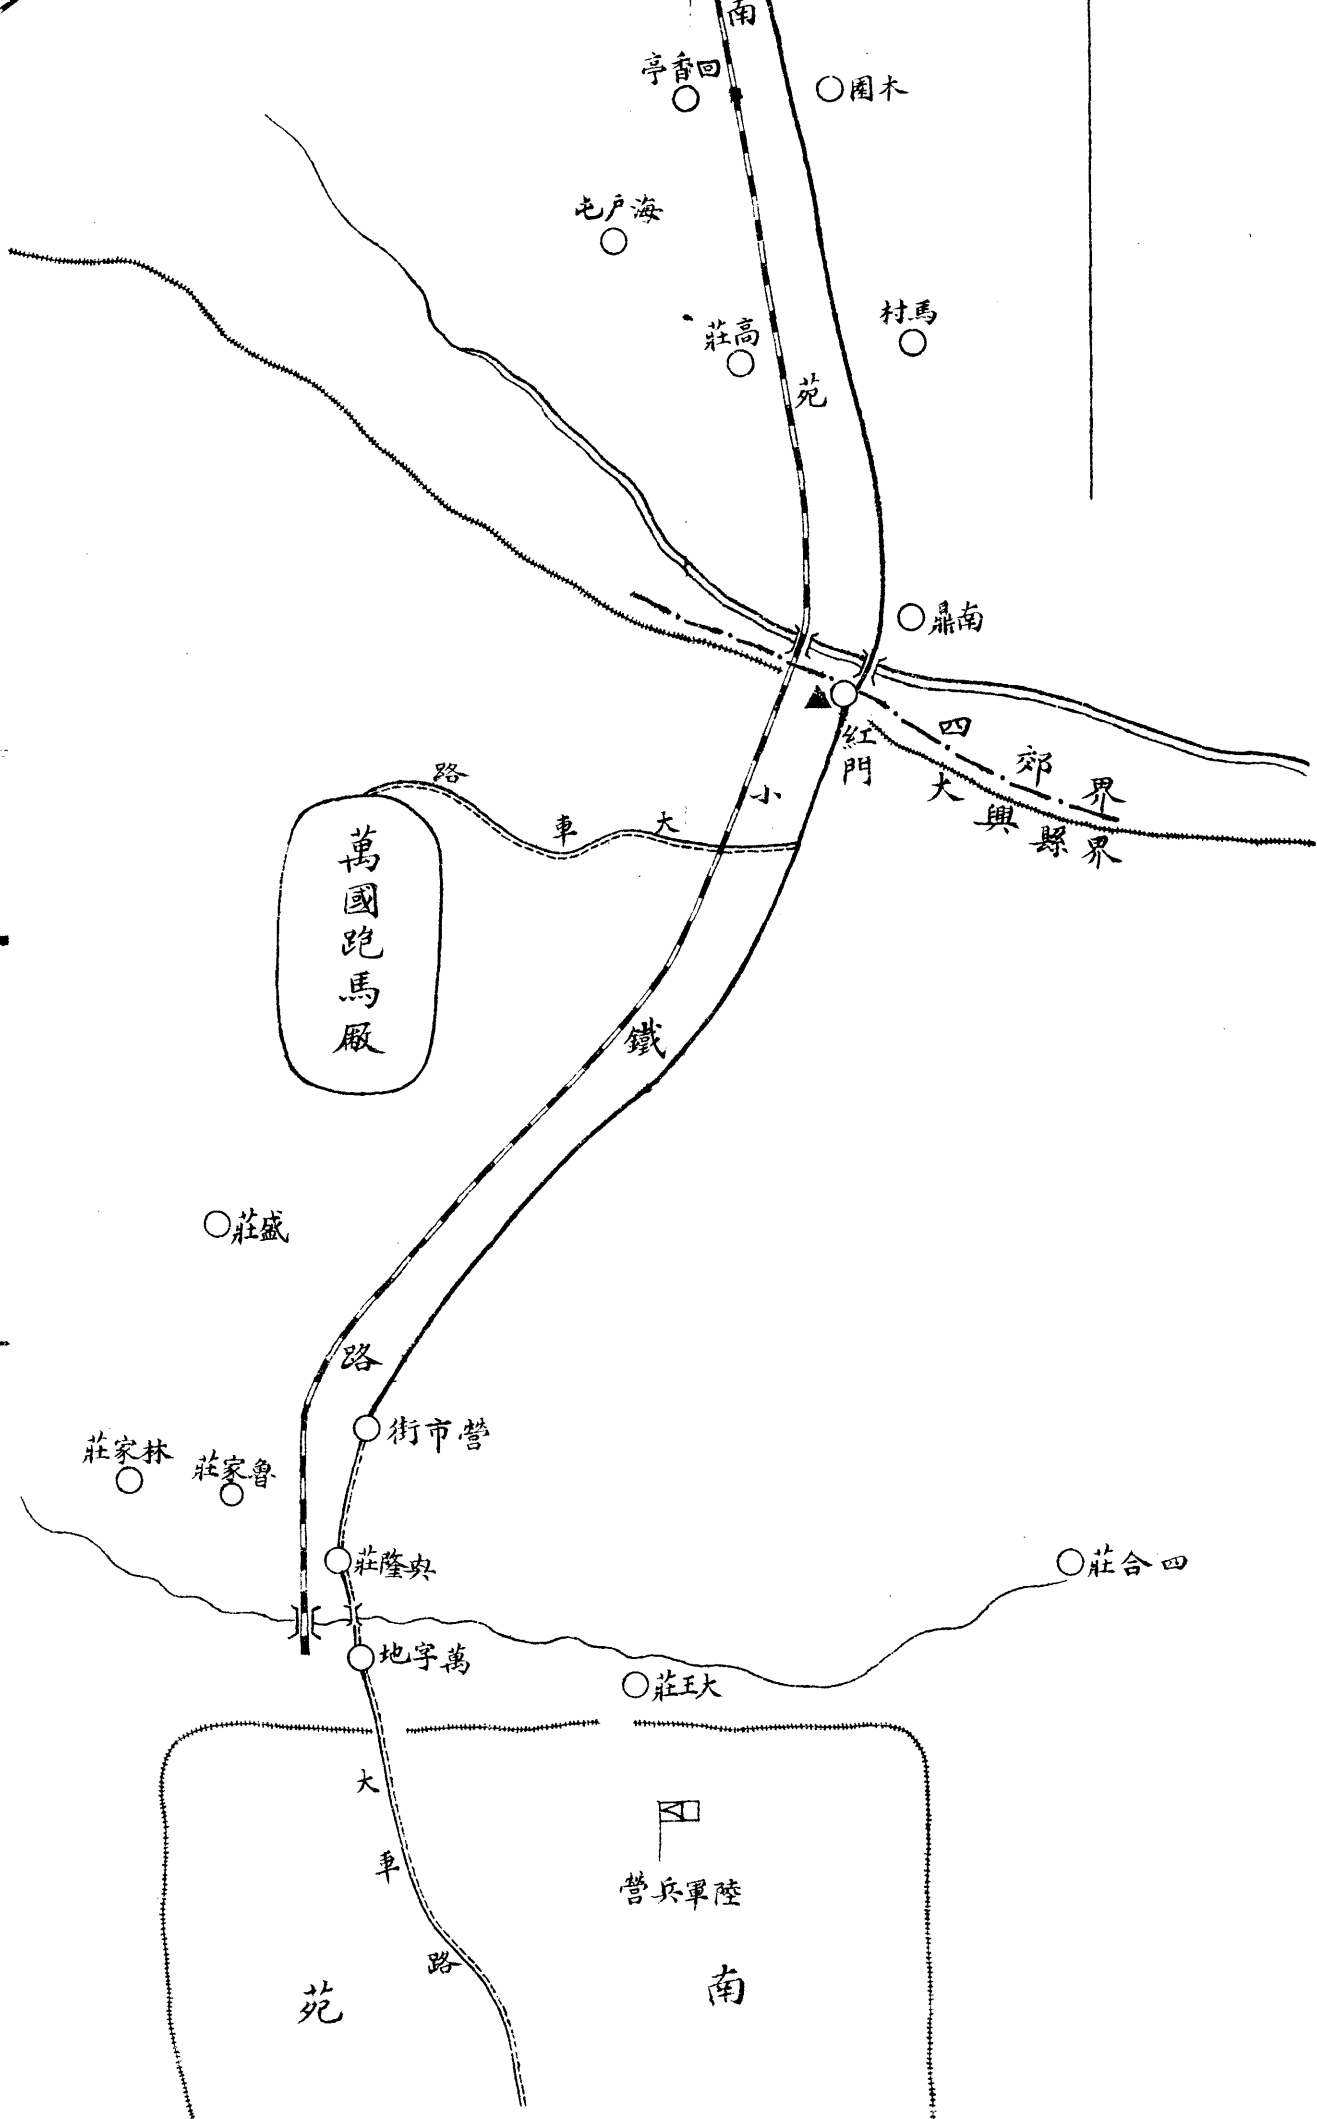 南苑小鐵路
回香亭
木園
海戶屯
馬村
高莊
南鼎
紅門
四郊界
大興縣界
大車路
萬國跑馬厰
盛莊
營市街
林家莊
魯家莊
隆莊
四合莊
萬字地
大王莊
大車路
陸軍兵營
南苑